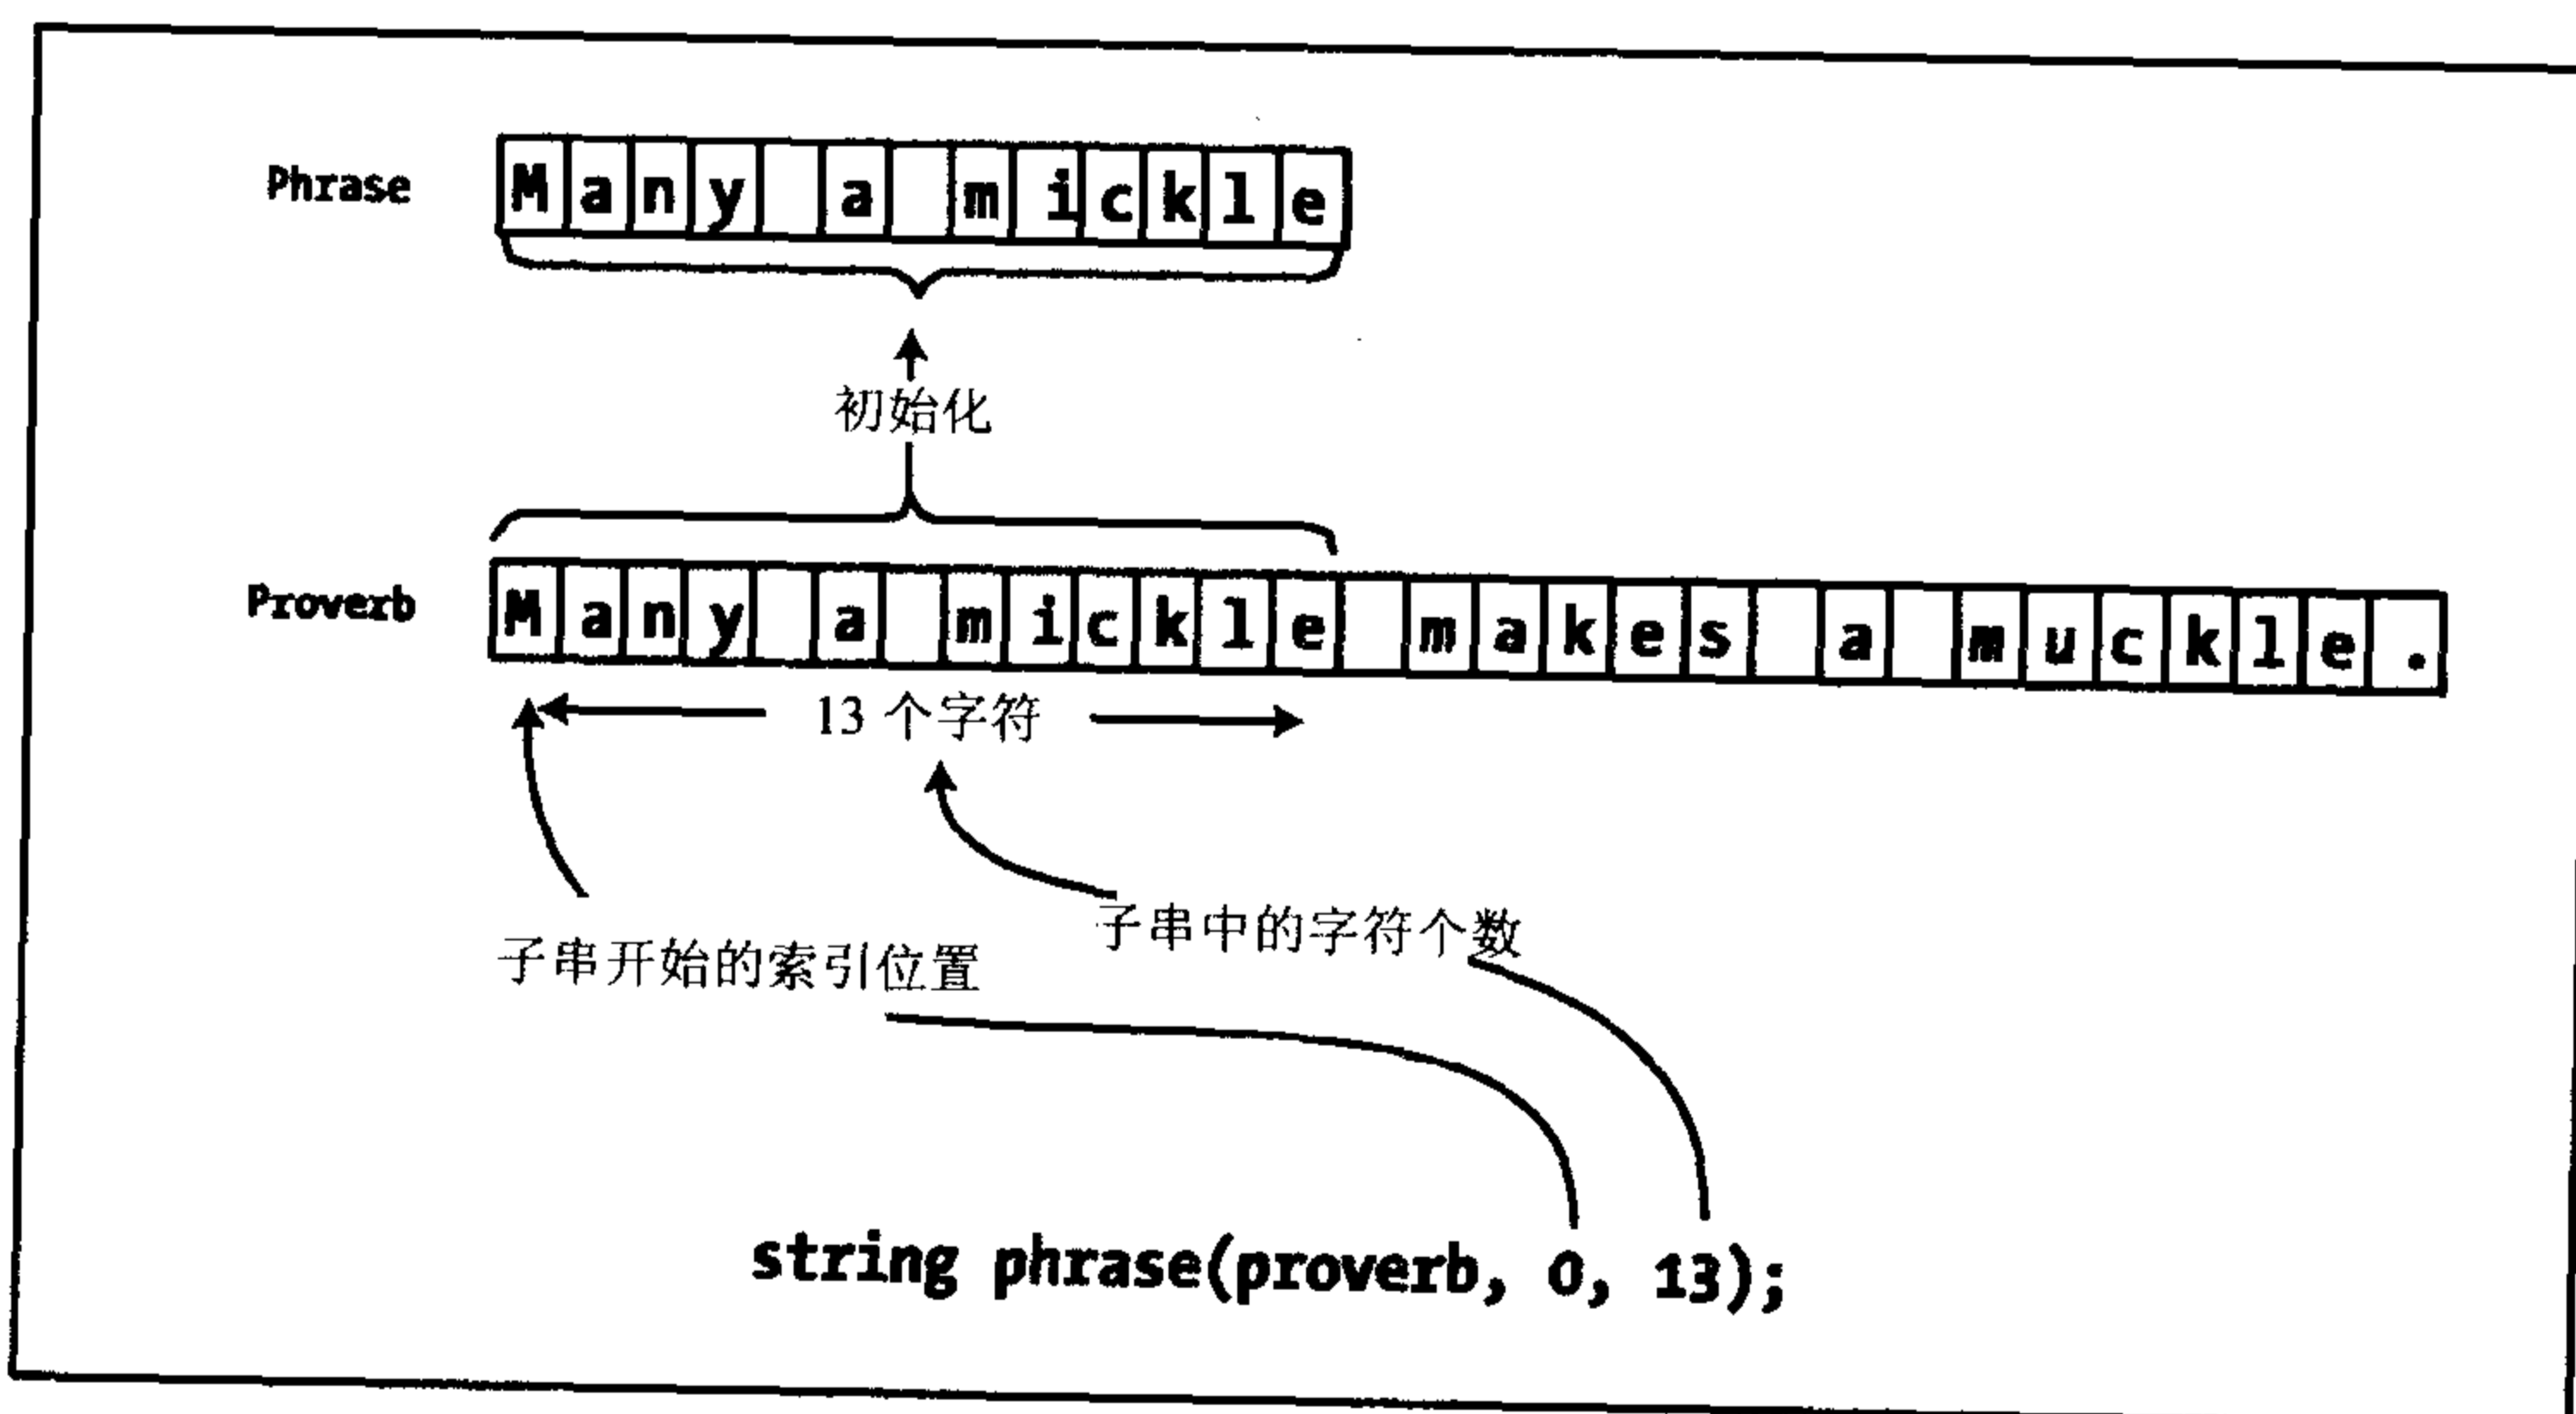 Phrase Many a mickle
初始化
Proverb Many a mickle makes a muckle.
13 个字符
子串中的字符个数
子串开始的索引位置
string phrase(proverb, 0, 13);